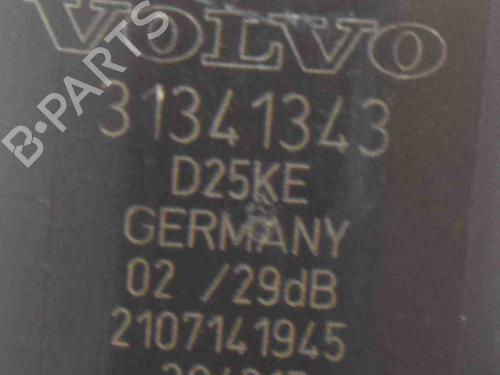 VOLVO
31341343
D25KE
GERMANY
02 /29dB
2107141945
B-PARTS